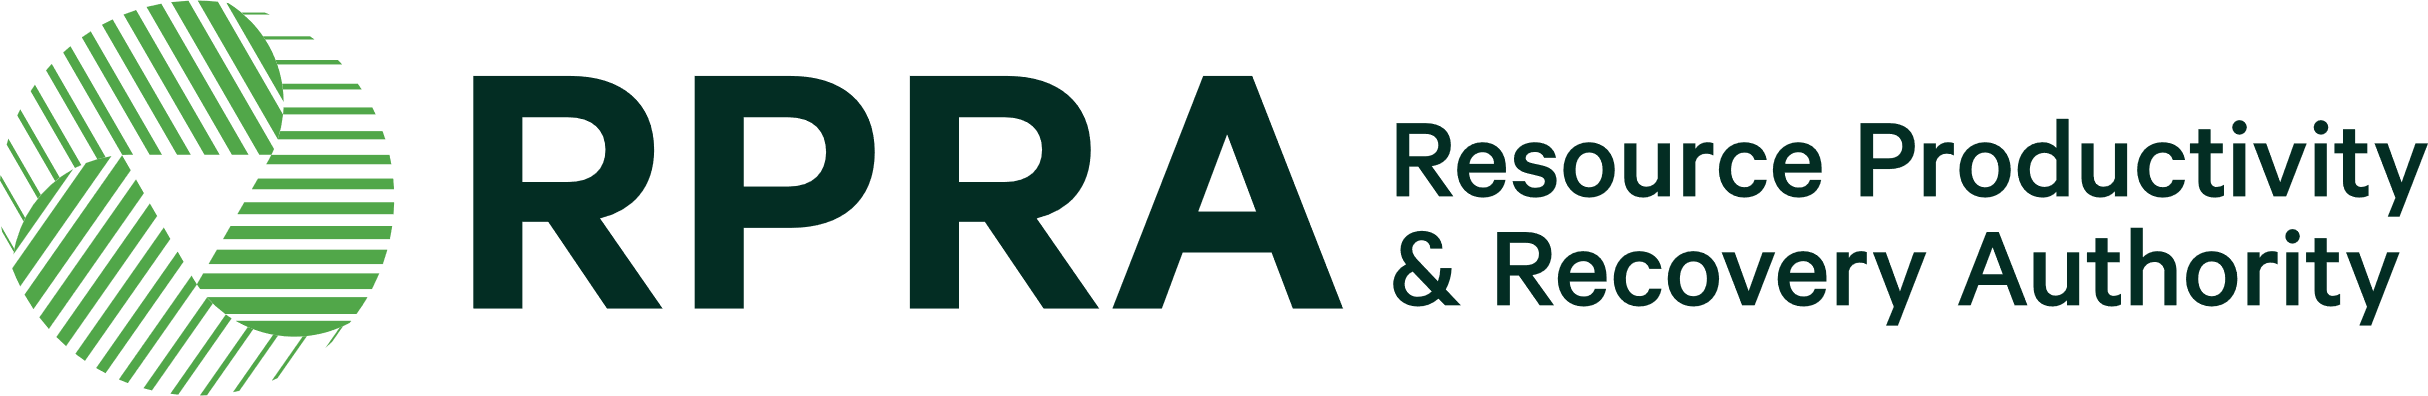 RPRA
Resource Productivity
& Recovery Authority